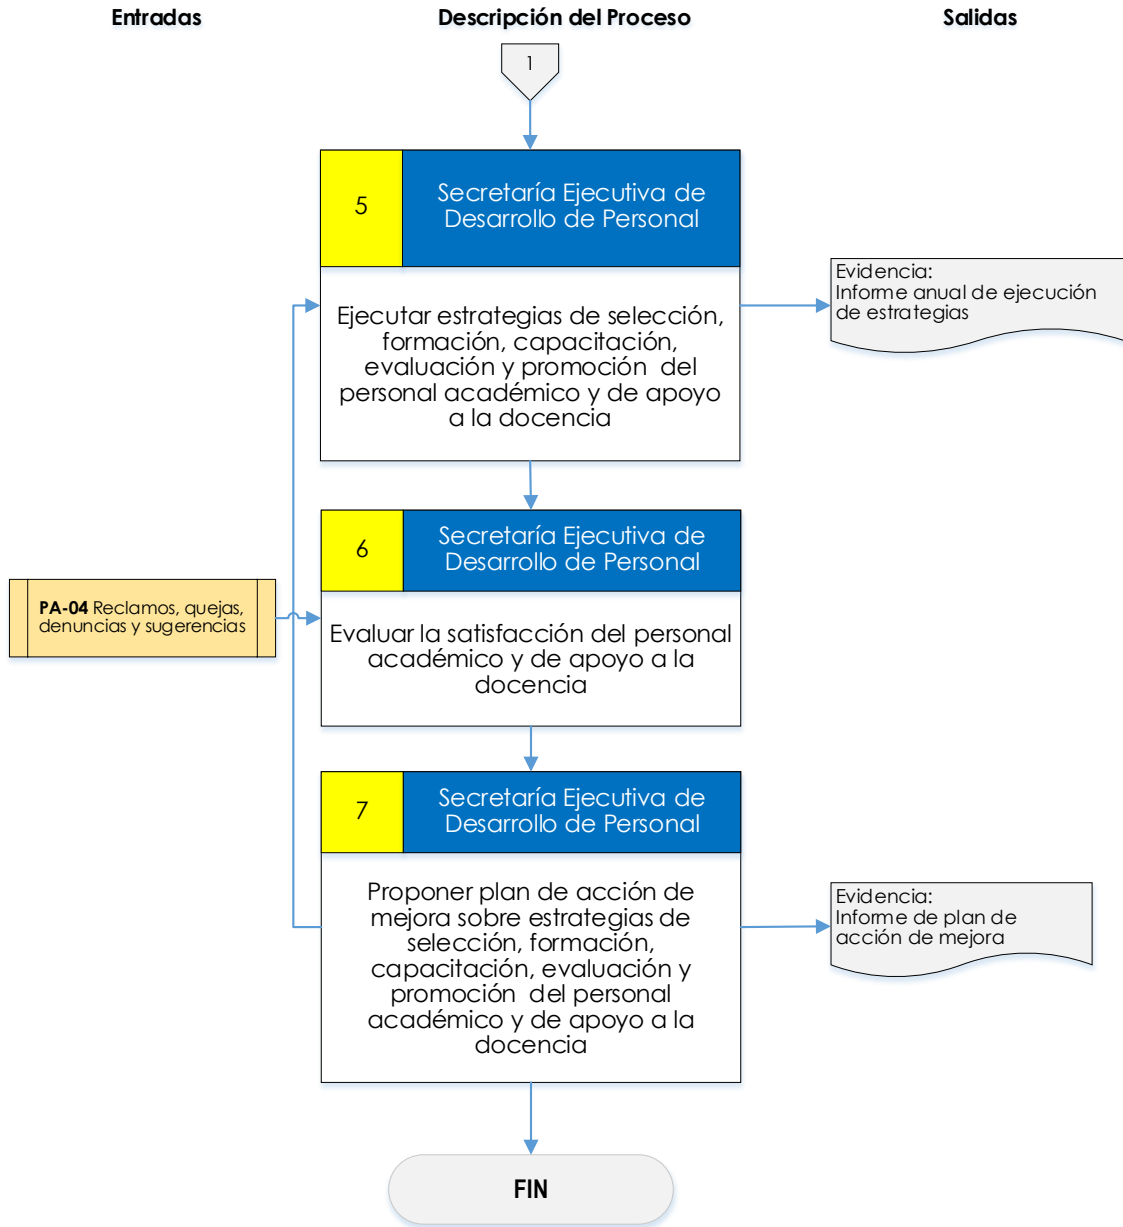 Entradas
Descripción del Proceso
Salidas
1
5
Secretaría Ejecutiva de
Desarrollo de Personal
Ejecutar estrategias de selección,
formación, capacitación,
evaluación y promoción  del
personal académico y de apoyo
a la docencia
Evidencia:
Informe anual de ejecución
de estrategias
6
Secretaría Ejecutiva de
Desarrollo de Personal
PA-04 Reclamos, quejas,
denuncias y sugerencias
Evaluar la satisfacción del personal
académico y de apoyo a la
docencia
7
Secretaría Ejecutiva de
Desarrollo de Personal
Proponer plan de acción de
mejora sobre estrategias de
selección, formación,
capacitación, evaluación y
promoción  del personal
académico y de apoyo a la
docencia
Evidencia:
Informe de plan de
acción de mejora
FIN